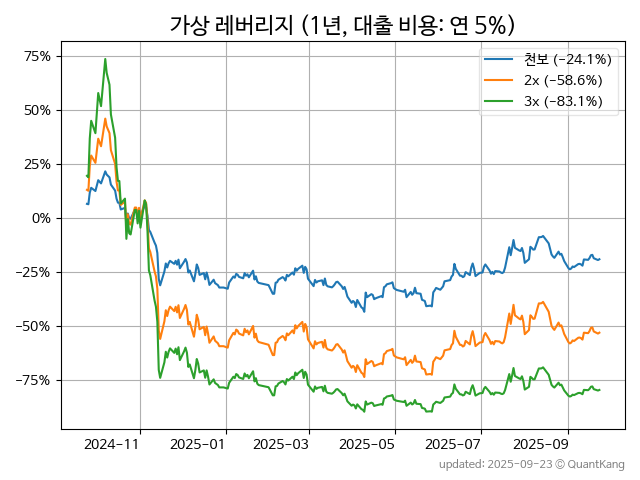 가상 레버리지 (1년, 대출 비용: 연 5%)
천보 (−24.1%)
2x (−58.6%)
3x (−83.1%)
75%
50%
25%
0%
−25%
−50%
−75%
2024-11
2025-01
2025-03
2025-05
2025-07
2025-09
updated: 2025-09-23 © QuantKang